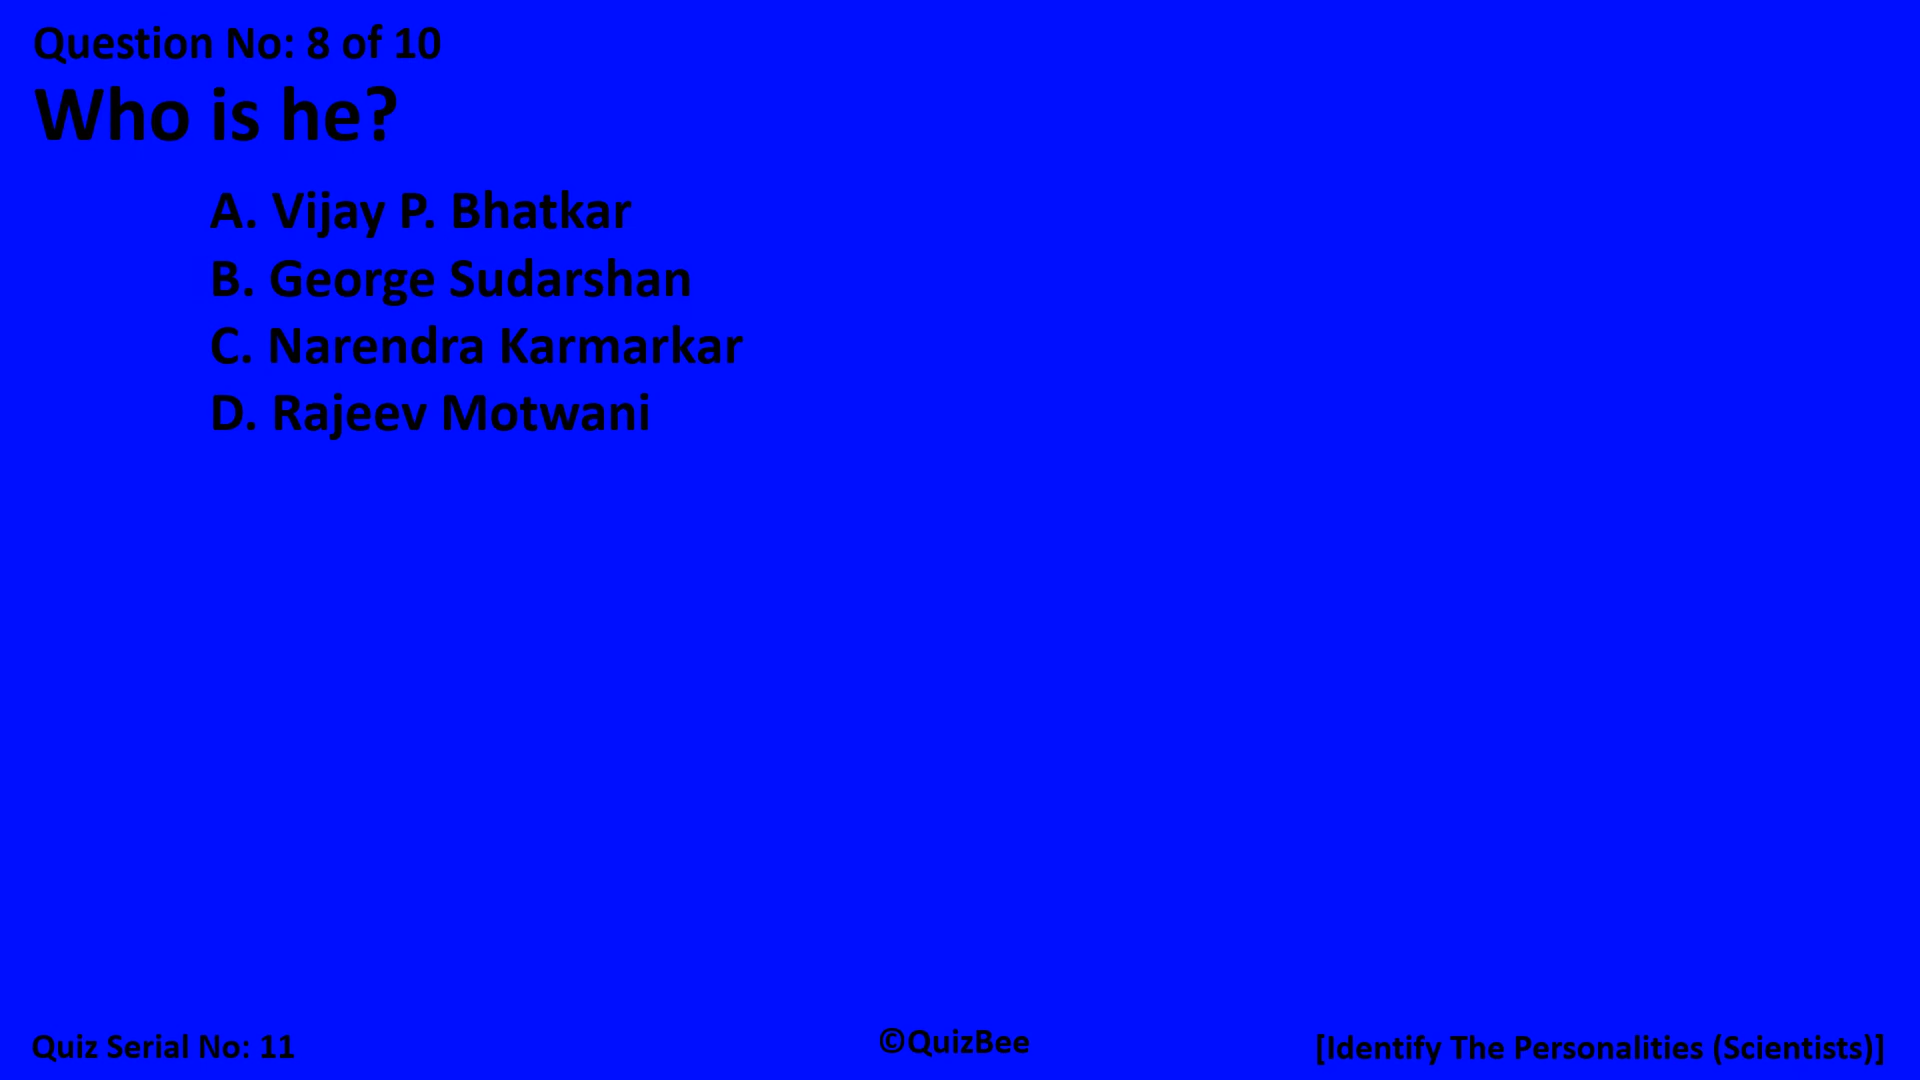 Question No: 8 of 10
Who is he?
A. Vijay P. Bhatkar
B. George Sudarshan
C. Narendra Karmarkar
D. Rajeev Motwani
Quiz Serial No: 11
©QuizBee
[Identify The Personalities (Scientists)]